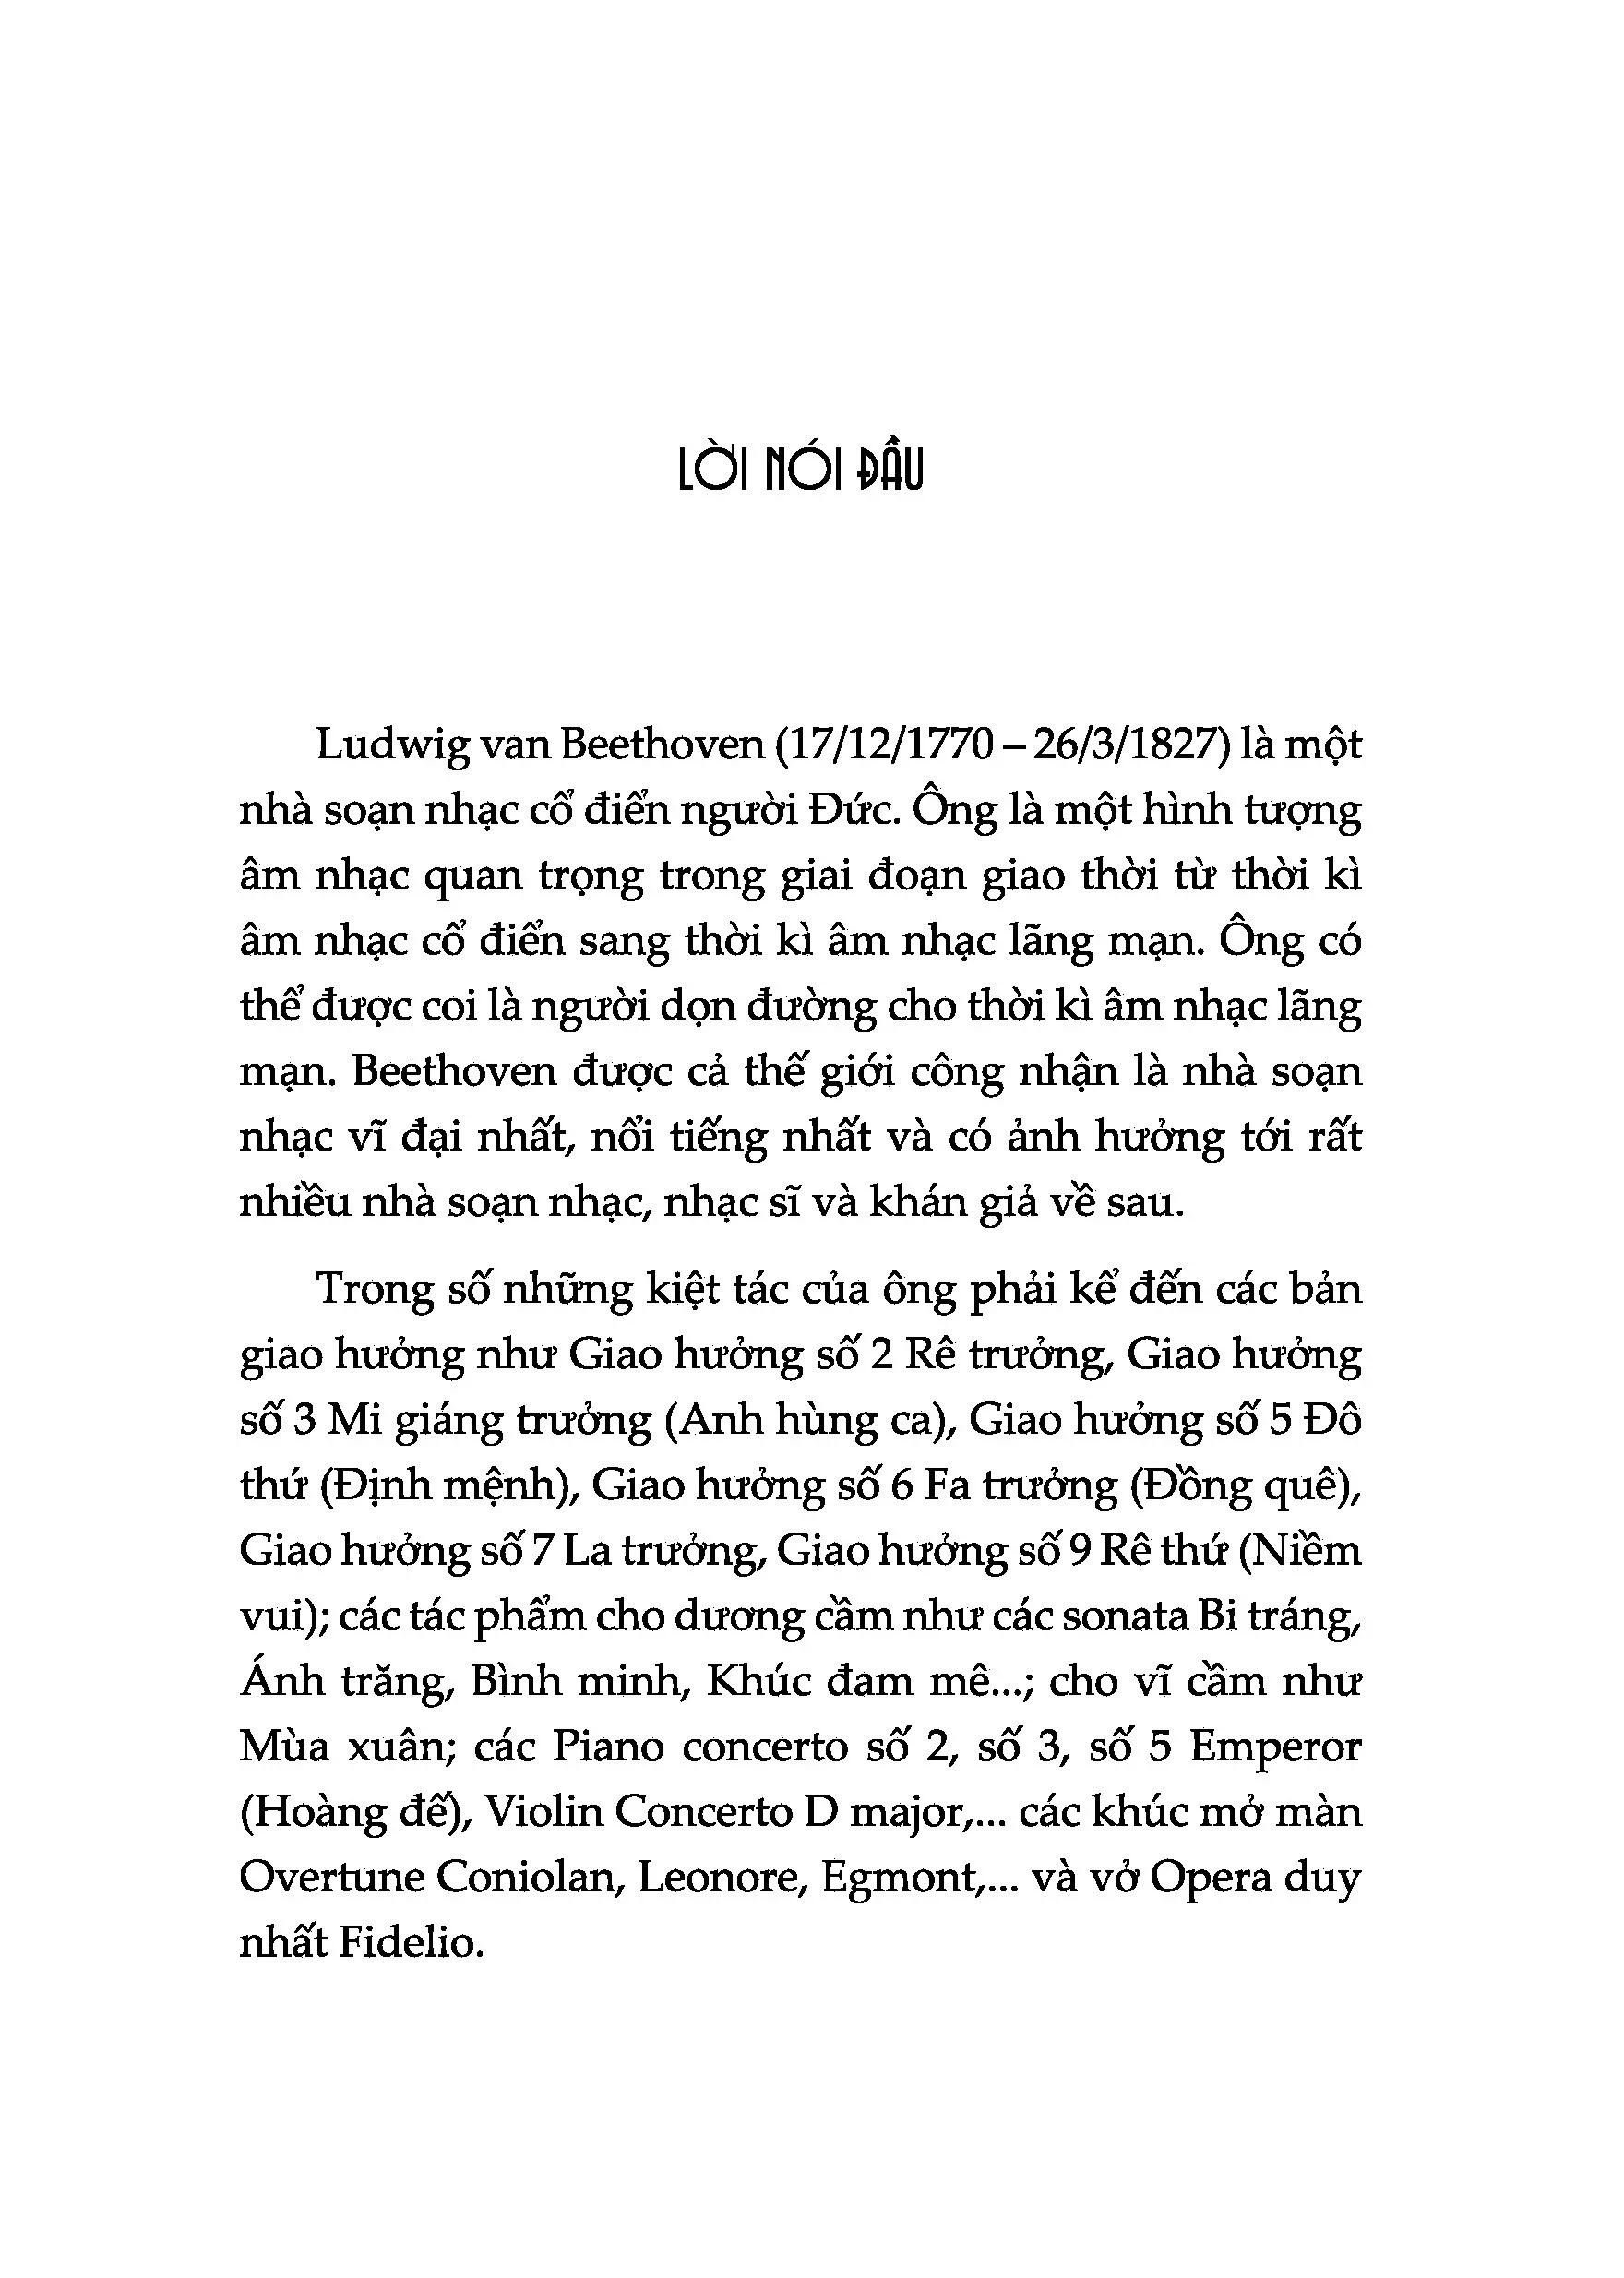 LỜI NÓI ĐẦU
Ludwig van Beethoven (17/12/1770 – 26/3/1827) là một
nhà soạn nhạc cổ điển người Đức. Ông là một hình tượng
âm nhạc quan trọng trong giai đoạn giao thời từ thời kì
âm nhạc cổ điển sang thời kì âm nhạc lãng mạn. Ông có
thể được coi là người dọn đường cho thời kì âm nhạc lãng
mạn. Beethoven được cả thế giới công nhận là nhà soạn
nhạc vĩ đại nhất, nổi tiếng nhất và có ảnh hưởng tới rất
nhiều nhà soạn nhạc, nhạc sĩ và khán giả về sau.
Trong số những kiệt tác của ông phải kể đến các bản
giao hưởng như Giao hưởng số 2 Rê trưởng, Giao hưởng
số 3 Mi giáng trưởng (Anh hùng ca), Giao hưởng số 5 Đô
thứ (Định mệnh), Giao hưởng số 6 Fa trưởng (Đồng quê),
Giao hưởng số 7 La trưởng, Giao hưởng số 9 Rê thứ (Niềm
vui); các tác phẩm cho dương cầm như các sonata Bi tráng,
Ánh trăng, Bình minh, Khúc đam mê...; cho vĩ cầm như
Mùa xuân; các Piano concerto số 2, số 3, số 5 Emperor
(Hoàng đế), Violin Concerto D major,... các khúc mở màn
Overtune Coniolan, Leonore, Egmont,... và vở Opera duy
nhất Fidelio.